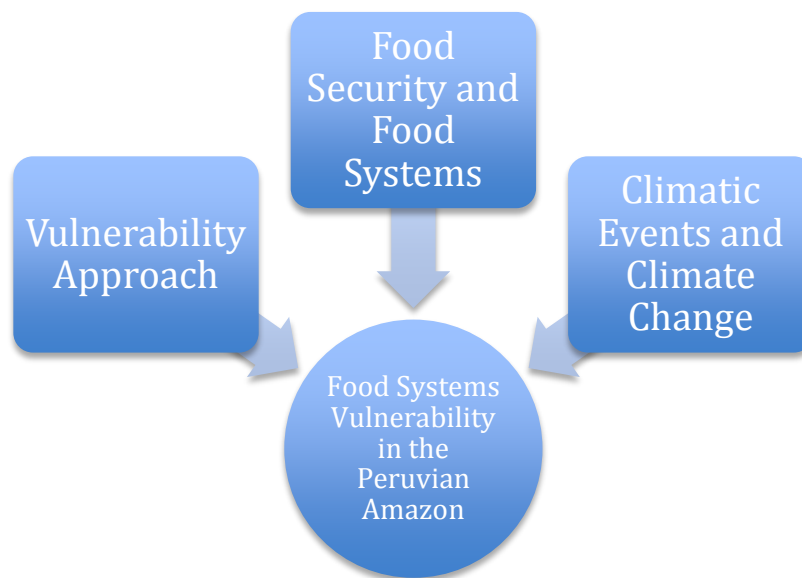 Food
Security and
Food
Systems
Vulnerability
Approach
Climatic
Events and
Climate
Change
Food Systems
Vulnerability
in the
Peruvian
Amazon